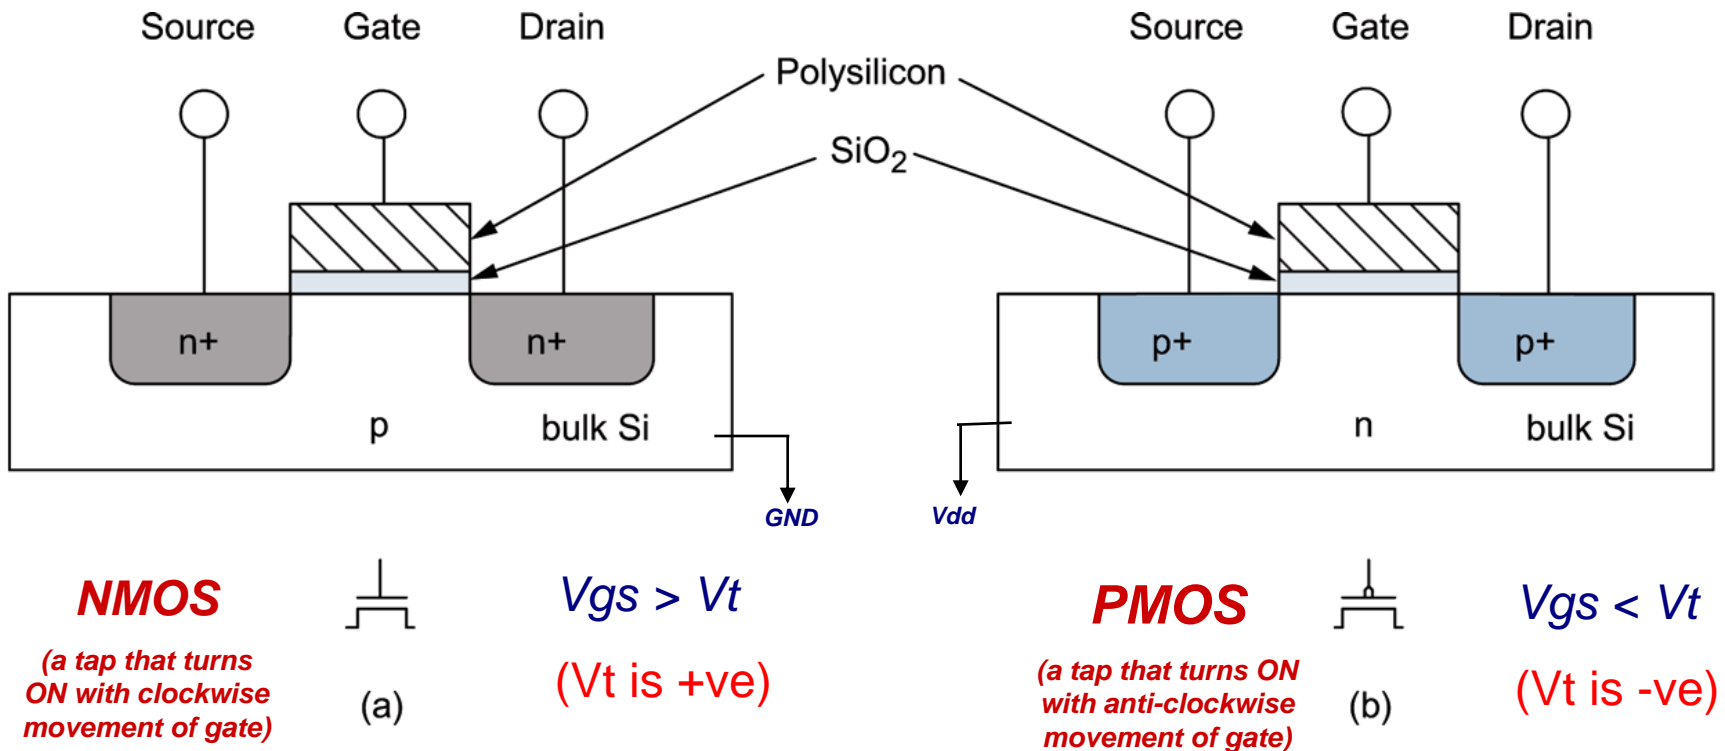 Source Gate Drain
Source Gate Drain
Polysilicon
SiO2
n+ n+
p bulk Si
p+ p+
n bulk Si
GND
Vdd
NMOS
(a tap that turns
ON with clockwise
movement of gate)
(a)
Vgs > Vt
(Vt is +ve)
PMOS
(a tap that turns ON
with anti-clockwise
movement of gate)
(b)
Vgs < Vt
(Vt is -ve)